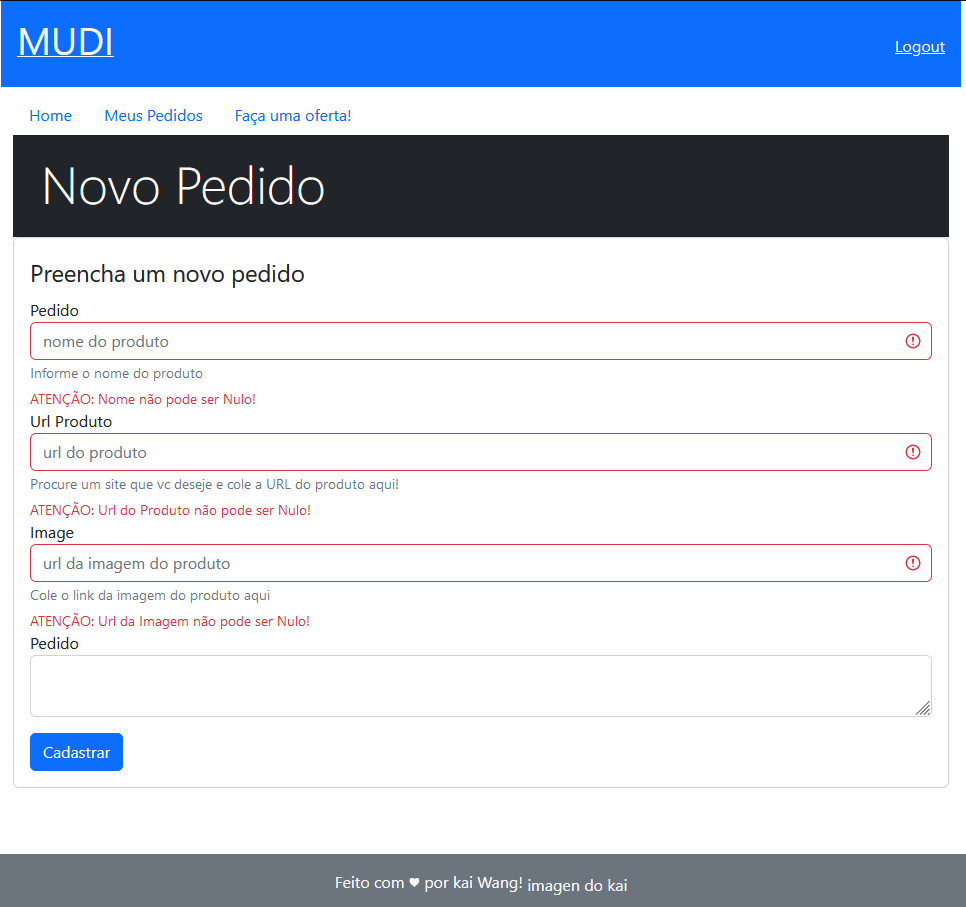 MUDI
Logout
Home Meus Pedidos Faça uma oferta!
Novo Pedido
Preencha um novo pedido
Pedido
nome do produto
Informe o nome do produto
ATENÇÃO: Nome não pode ser Nulo!
Url Produto
url do produto
Procure um site que vc deseje e cole a URL do produto aqui!
ATENÇÃO: Url do Produto não pode ser Nulo!
Image
url da imagem do produto
Cole o link da imagem do produto aqui
ATENÇÃO: Url da Imagem não pode ser Nulo!
Pedido
Cadastrar
Feito com ♥ por kai Wang! imagen do kai